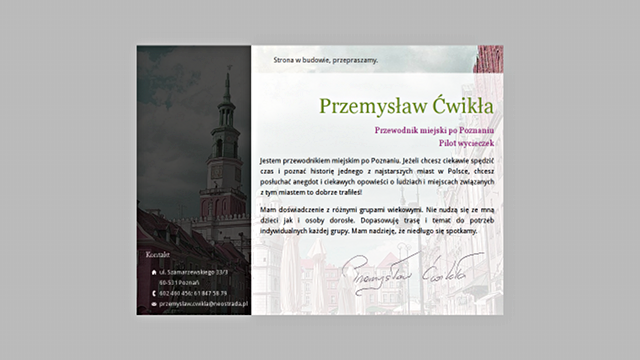 Strona w budowie, przepraszamy.
Przemysław Ćwikła
Przewodnik miejski po Poznaniu
Pilot wycieczek
Jestem przewodnikiem miejskim po Poznaniu. Jeżeli chcesz ciekawie spędzić
czas i poznać historię jednego z najstarszych miast w Polsce, chcesz
posłuchać anegdot i ciekawych opowieści o ludziach i miejscach związanych
z tym miastem to dobrze trafiłeś!
Mam doświadczenie z różnymi grupami wiekowymi. Nie nudzą się ze mną
dzieci jak i osoby dorosłe. Dopasowuję trasę i temat do potrzeb
indywidualnych każdej grupy. Mam nadzieję, że niedługo się spotkamy.
Przemysław Ćwikła
Kontakt
ul. Szamarzewskiego 33/3
60-531 Poznań
602 460 456; 61 847 58 79
przemyslaw.cwikla@neostrada.pl